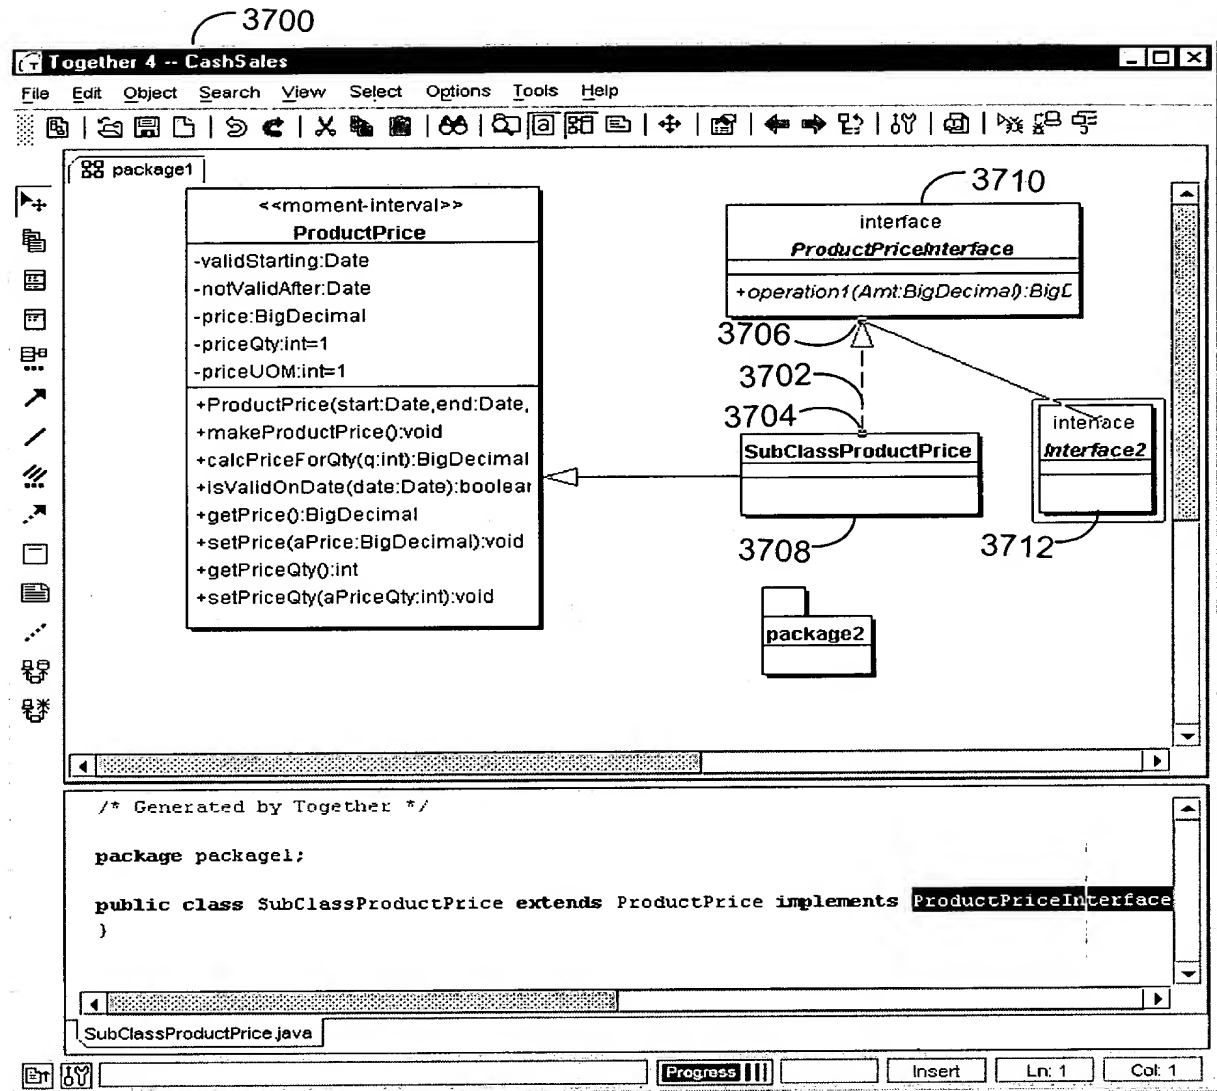 3700
Together 4 -- CashSales
File Edit Object Search View Select Options Tools Help
package1
<<moment-interval>>
ProductPrice
-validStarting:Date
-notValidAfter:Date
-price:BigDecimal
-priceQty:int=1
-priceUOM:int=1
+ProductPrice(start:Date,end:Date,
+makeProductPrice():void
+calcPriceForQty(q:int):BigDecimal
+isValidOnDate(date:Date):boolear
+getPrice():BigDecimal
+setPrice(aPrice:BigDecimal):void
+getPriceQty():int
+setPriceQty(aPriceQty:int):void
3710
interface
ProductPriceInterface
+operation1(Amt:BigDecimal):BigD
3706
3702
3704
SubClassProductPrice
3708
interface
Interface2
3712
package2
/* Generated by Together */
package package1;
public class SubClassProductPrice extends ProductPrice implements ProductPriceInterface
}
SubClassProductPrice.java
Progress Insert Ln: 1 Col: 1